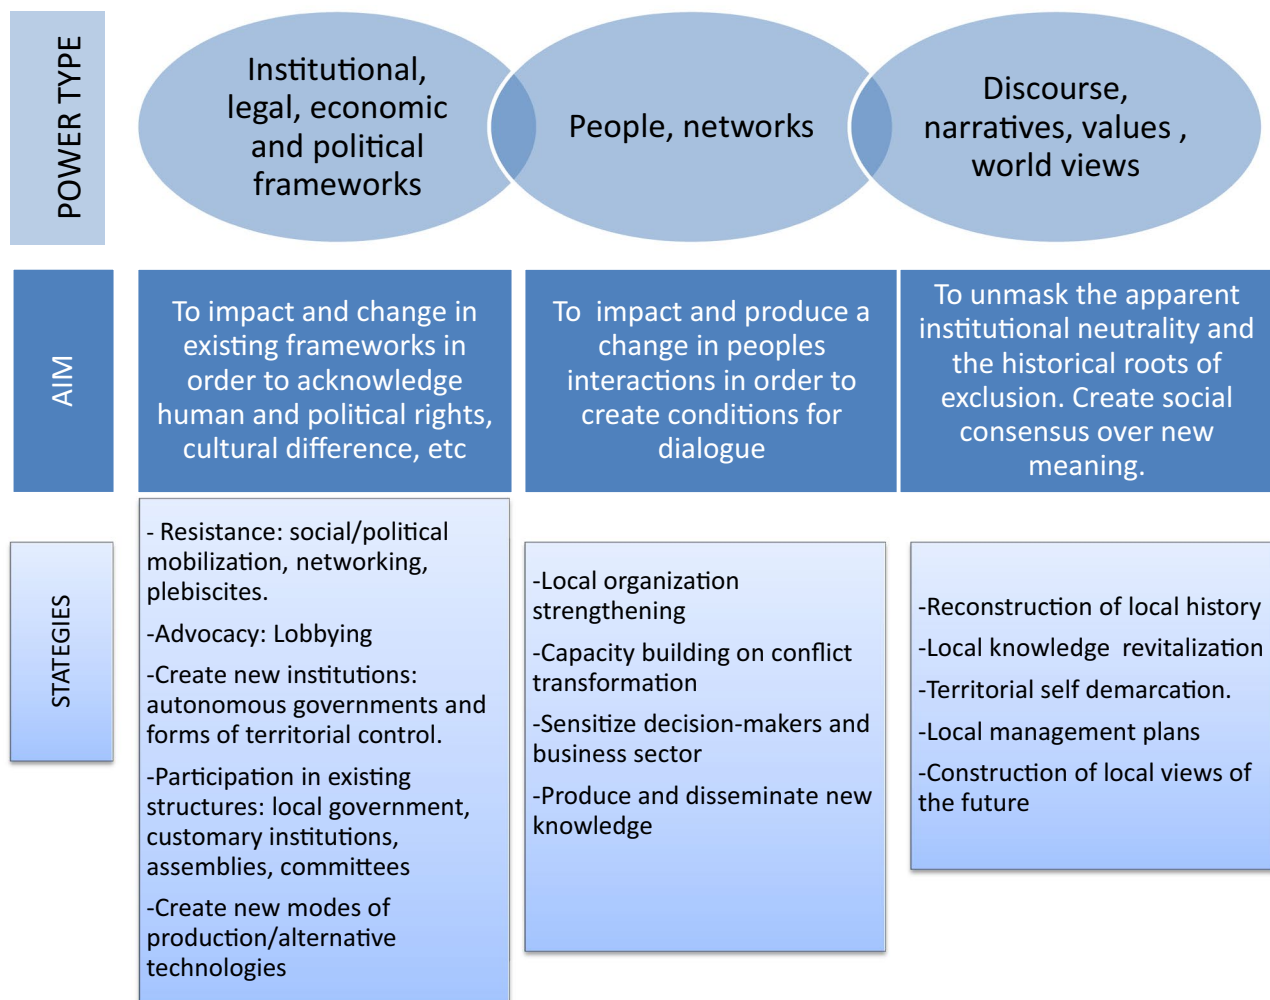 POWER TYPE
Institutional,
legal, economic
and political
frameworks
People, networks
Discourse,
narratives, values ,
world views
AIM
To impact and change in
existing frameworks in
order to acknowledge
human and political rights,
cultural difference, etc
To impact and produce a
change in peoples
interactions in order to
create conditions for
dialogue
To unmask the apparent
institutional neutrality and
the historical roots of
exclusion. Create social
consensus over new
meaning.
STATEGIES
- Resistance: social/political
mobilization, networking,
plebiscites.
-Advocacy: Lobbying
-Create new institutions:
autonomous governments and
forms of territorial control.
-Participation in existing
structures: local government,
customary institutions,
assemblies, committees
-Create new modes of
production/alternative
technologies
-Local organization
strengthening
-Capacity building on conflict
transformation
-Sensitize decision-makers and
business sector
-Produce and disseminate new
knowledge
-Reconstruction of local history
-Local knowledge revitalization
-Territorial self demarcation.
-Local management plans
-Construction of local views of
the future